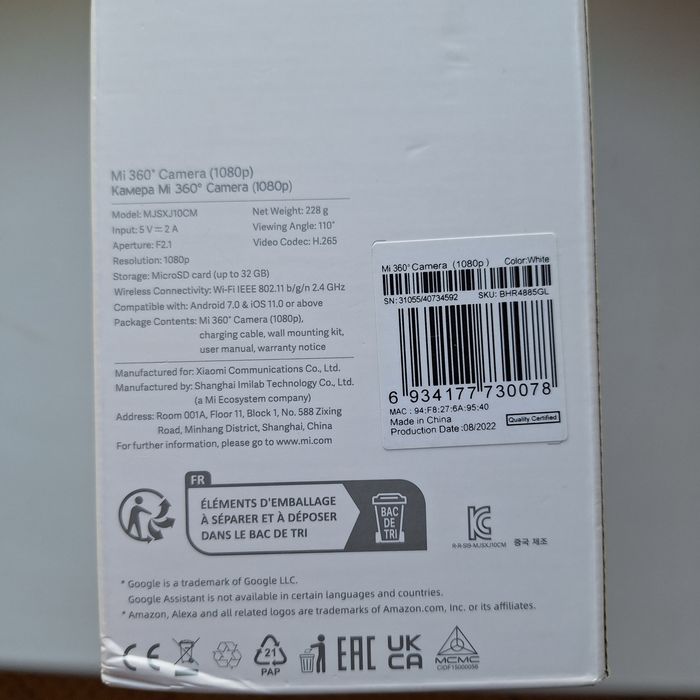 Mi 360° Camera (1080p)
Камера Mi 360° Camera (1080p)
Model: MJSXJ10CM
Net Weight: 228 g
Input: 5 V⎓2 A
Viewing Angle: 110°
Aperture: F2.1
Video Codec: H.265
Resolution: 1080p
Storage: MicroSD card (up to 32 GB)
Wireless Connectivity: Wi-Fi IEEE 802.11 b/g/n 2.4 GHz
Compatible with: Android 7.0 & iOS 11.0 or above
Package Contents: Mi 360° Camera (1080p),
charging cable, wall mounting kit,
user manual, warranty notice
Manufactured for: Xiaomi Communications Co., Ltd.
Manufactured by: Shanghai Imilab Technology Co., Ltd.
(a Mi Ecosystem company)
Address: Room 001A, Floor 11, Block 1, No. 588 Zixing
Road, Minhang District, Shanghai, China
For further information, please go to www.mi.com
Mi 360° Camera (1080p) Color:White
SN: 31055/40734592 SKU: BHR4885GL
6 934177 730078
MAC : 94:F8:27:6A:95:40
Made in China
Production Date :08/2022
Quality Certified
FR
ÉLÉMENTS D'EMBALLAGE
À SÉPARER ET À DÉPOSER
DANS LE BAC DE TRI
BAC
DE
TRI
R-R-SI9-MJSXJ10CM 중국 제조
* Google is a trademark of Google LLC.
Google Assistant is not available in certain languages and countries.
* Amazon, Alexa and all related logos are trademarks of Amazon.com, Inc. or its affiliates.
CE
21
PAP
EAC
UK
CA
MCMC
CIDF15000056